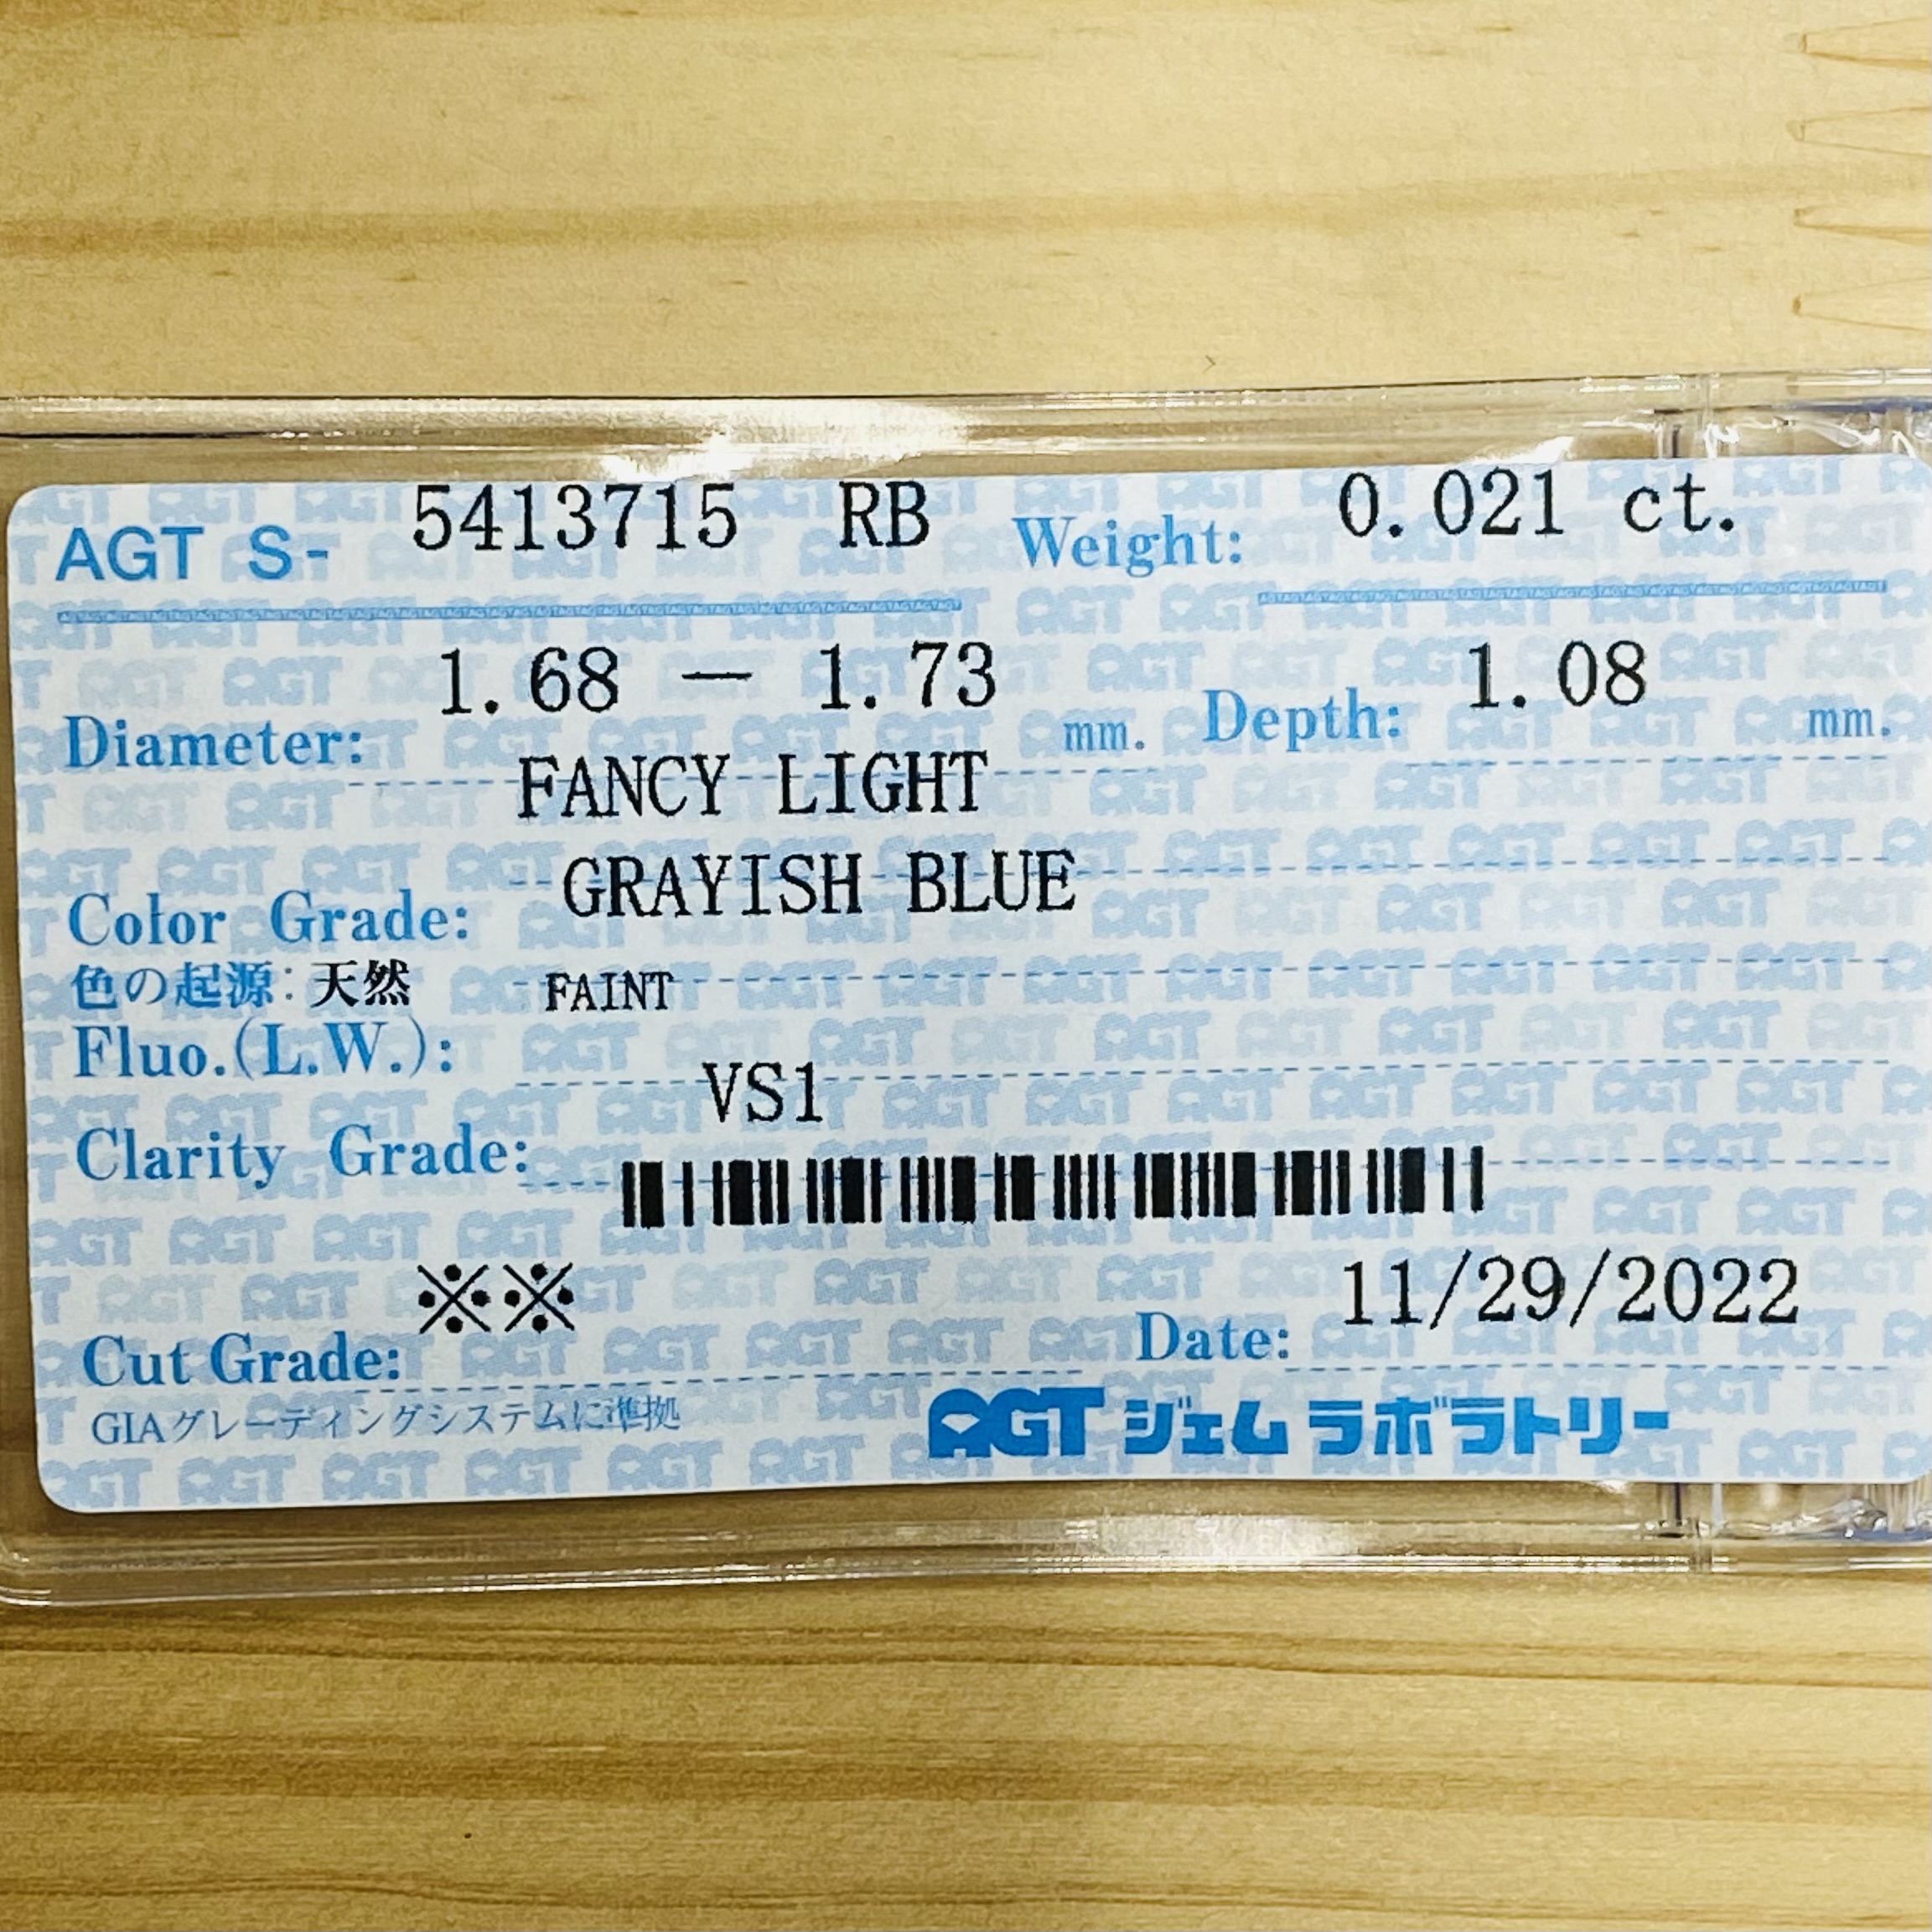 AGT S- 5413715 RB Weight: 0.021 ct.
Diameter: 1.68 — 1.73 mm. Depth: 1.08 mm.
FANCY LIGHT
Color Grade: GRAYISH BLUE
色の起源: 天然
Fluo.(L.W.): FAINT
Clarity Grade: VS1
Cut Grade: ※※ Date: 11/29/2022
GIAグレーディングシステムに準拠 AGT ジェムラボラトリー